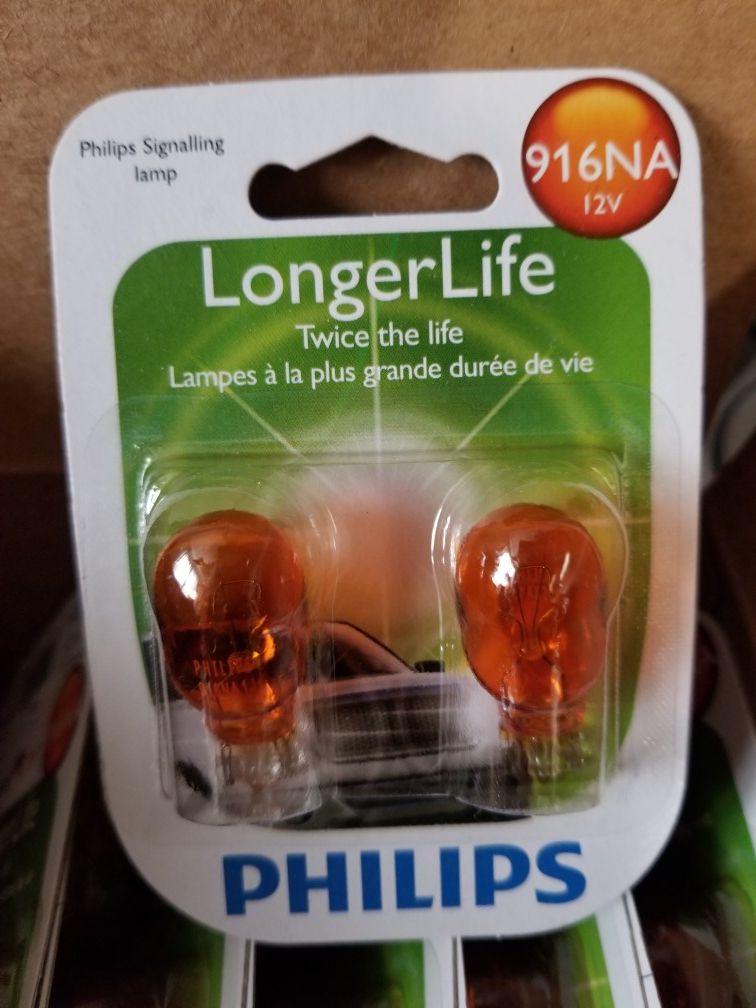 Philips Signalling
lamp
916NA
12V
LongerLife
Twice the life
Lampes à la plus grande durée de vie
PHILIPS